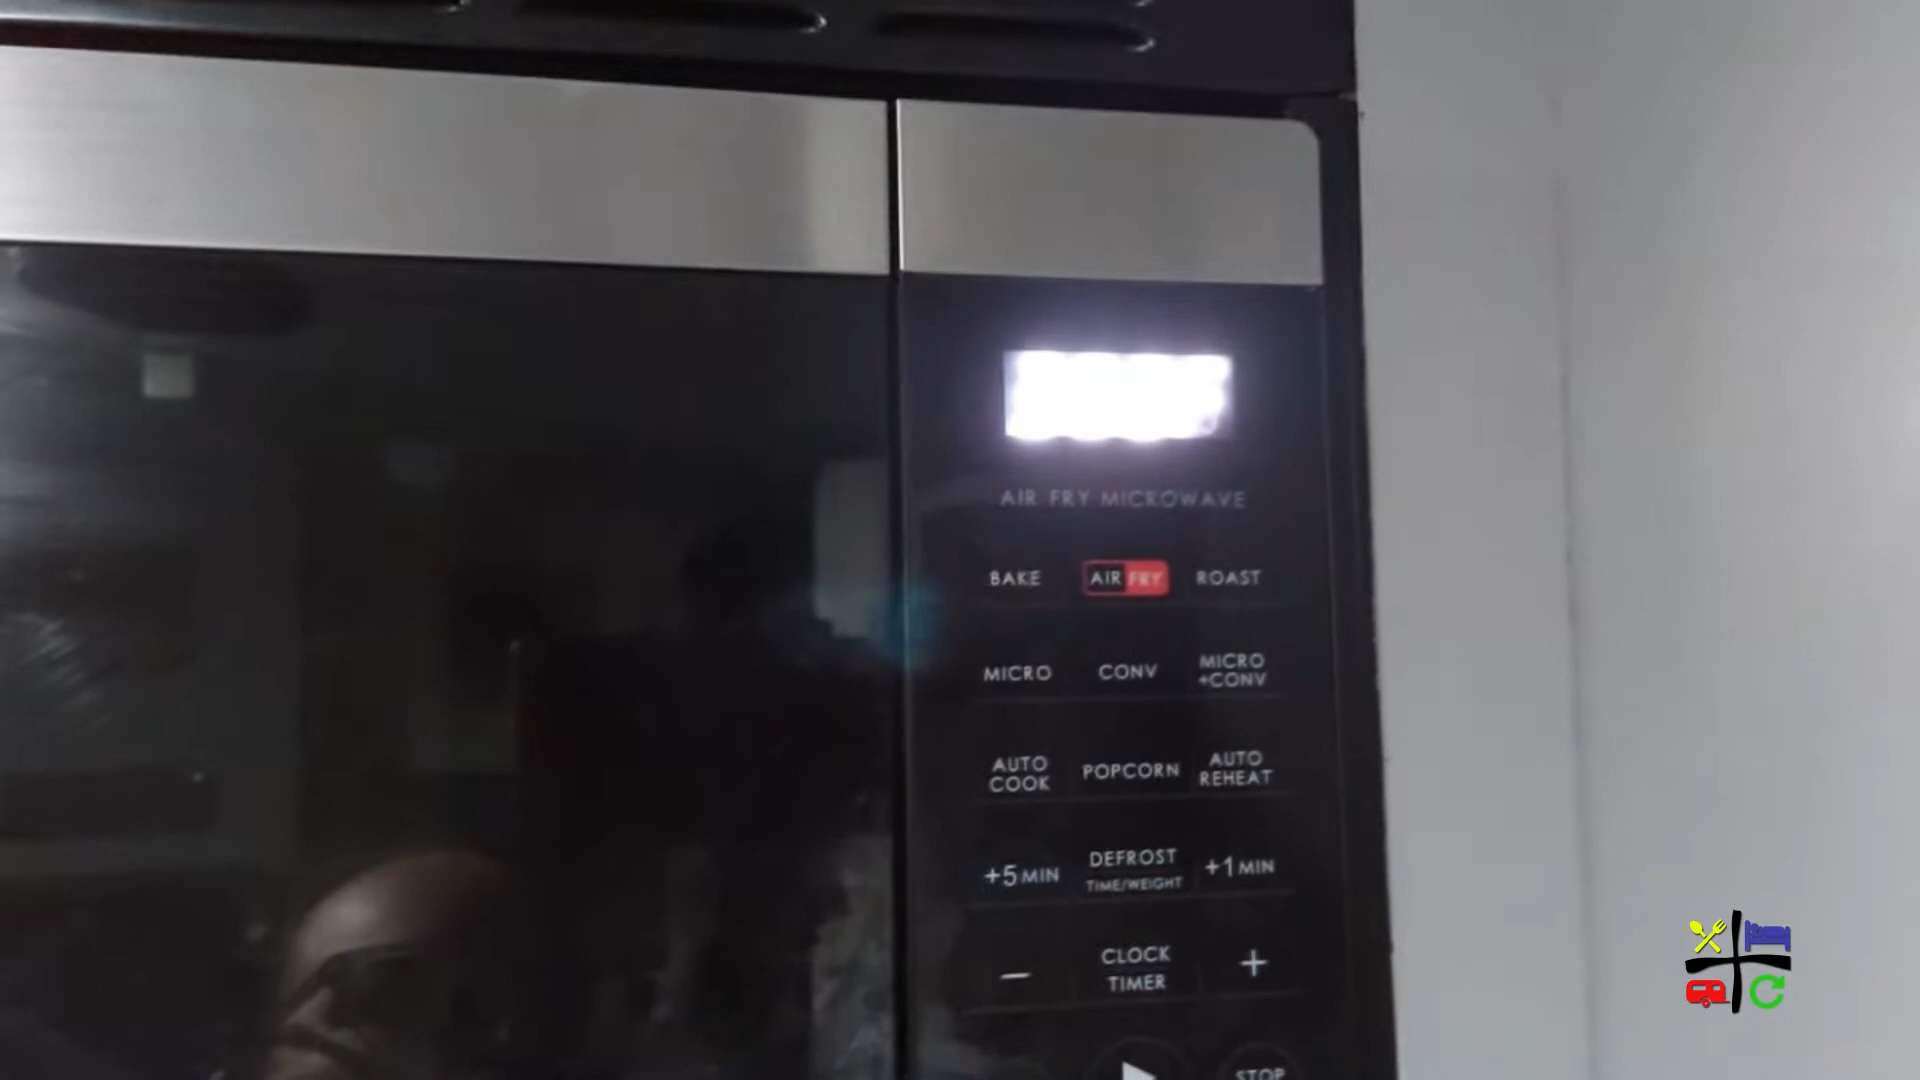 AIR FRY MICROWAVE
BAKE
AIR FRY
ROAST
MICRO
CONV
MICRO
+CONV
AUTO
COOK
POPCORN
AUTO
REHEAT
+5 MIN
DEFROST
TIME/WEIGHT
+1 MIN
−
CLOCK
TIMER
+
STOP